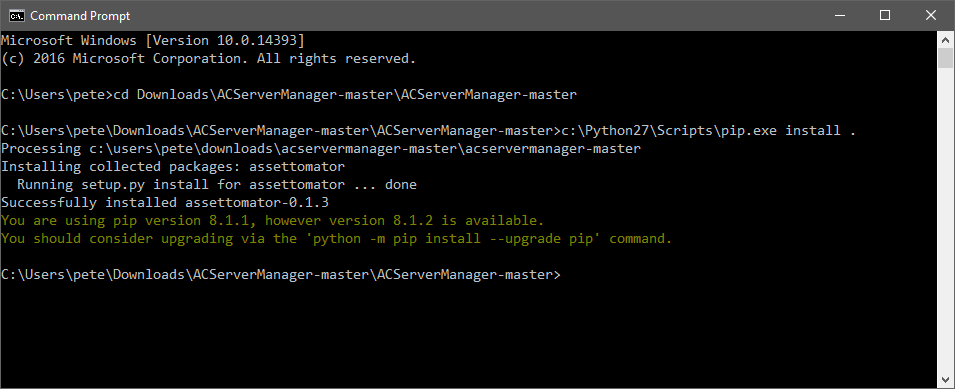 Command Prompt
Microsoft Windows [Version 10.0.14393]
(c) 2016 Microsoft Corporation. All rights reserved.
C:\Users\pete>cd Downloads\ACServerManager-master\ACServerManager-master
C:\Users\pete\Downloads\ACServerManager-master\ACServerManager-master>c:\Python27\Scripts\pip.exe install .
Processing c:\users\pete\downloads\acservermanager-master\acservermanager-master
Installing collected packages: assettomator
  Running setup.py install for assettomator ... done
Successfully installed assettomator-0.1.3
You are using pip version 8.1.1, however version 8.1.2 is available.
You should consider upgrading via the 'python -m pip install --upgrade pip' command.
C:\Users\pete\Downloads\ACServerManager-master\ACServerManager-master>